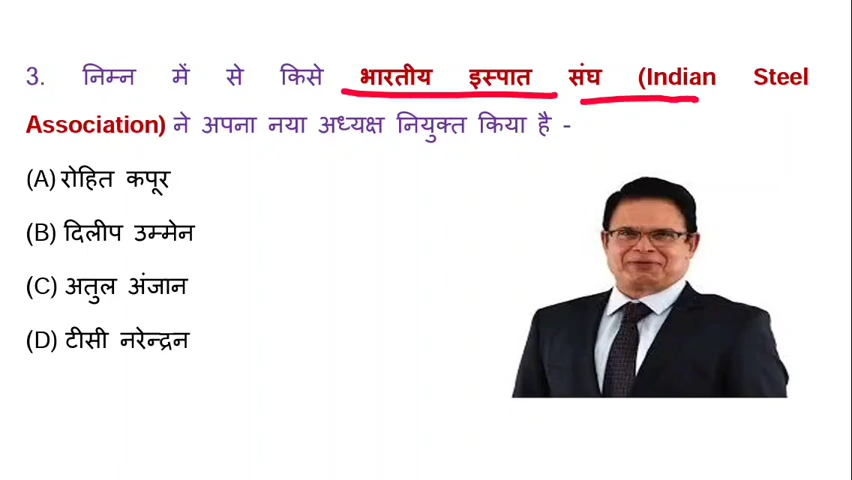 3. निम्न में से किसे भारतीय इस्पात संघ (Indian Steel
Association) ने अपना नया अध्यक्ष नियुक्त किया है -
(A) रोहित कपूर
(B) दिलीप उम्मेन
(C) अतुल अंजान
(D) टीसी नरेन्द्रन